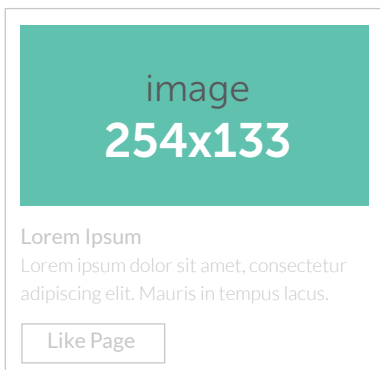 image
254x133
Lorem Ipsum
Lorem ipsum dolor sit amet, consectetur
adipiscing elit. Mauris in tempus lacus.
Like Page